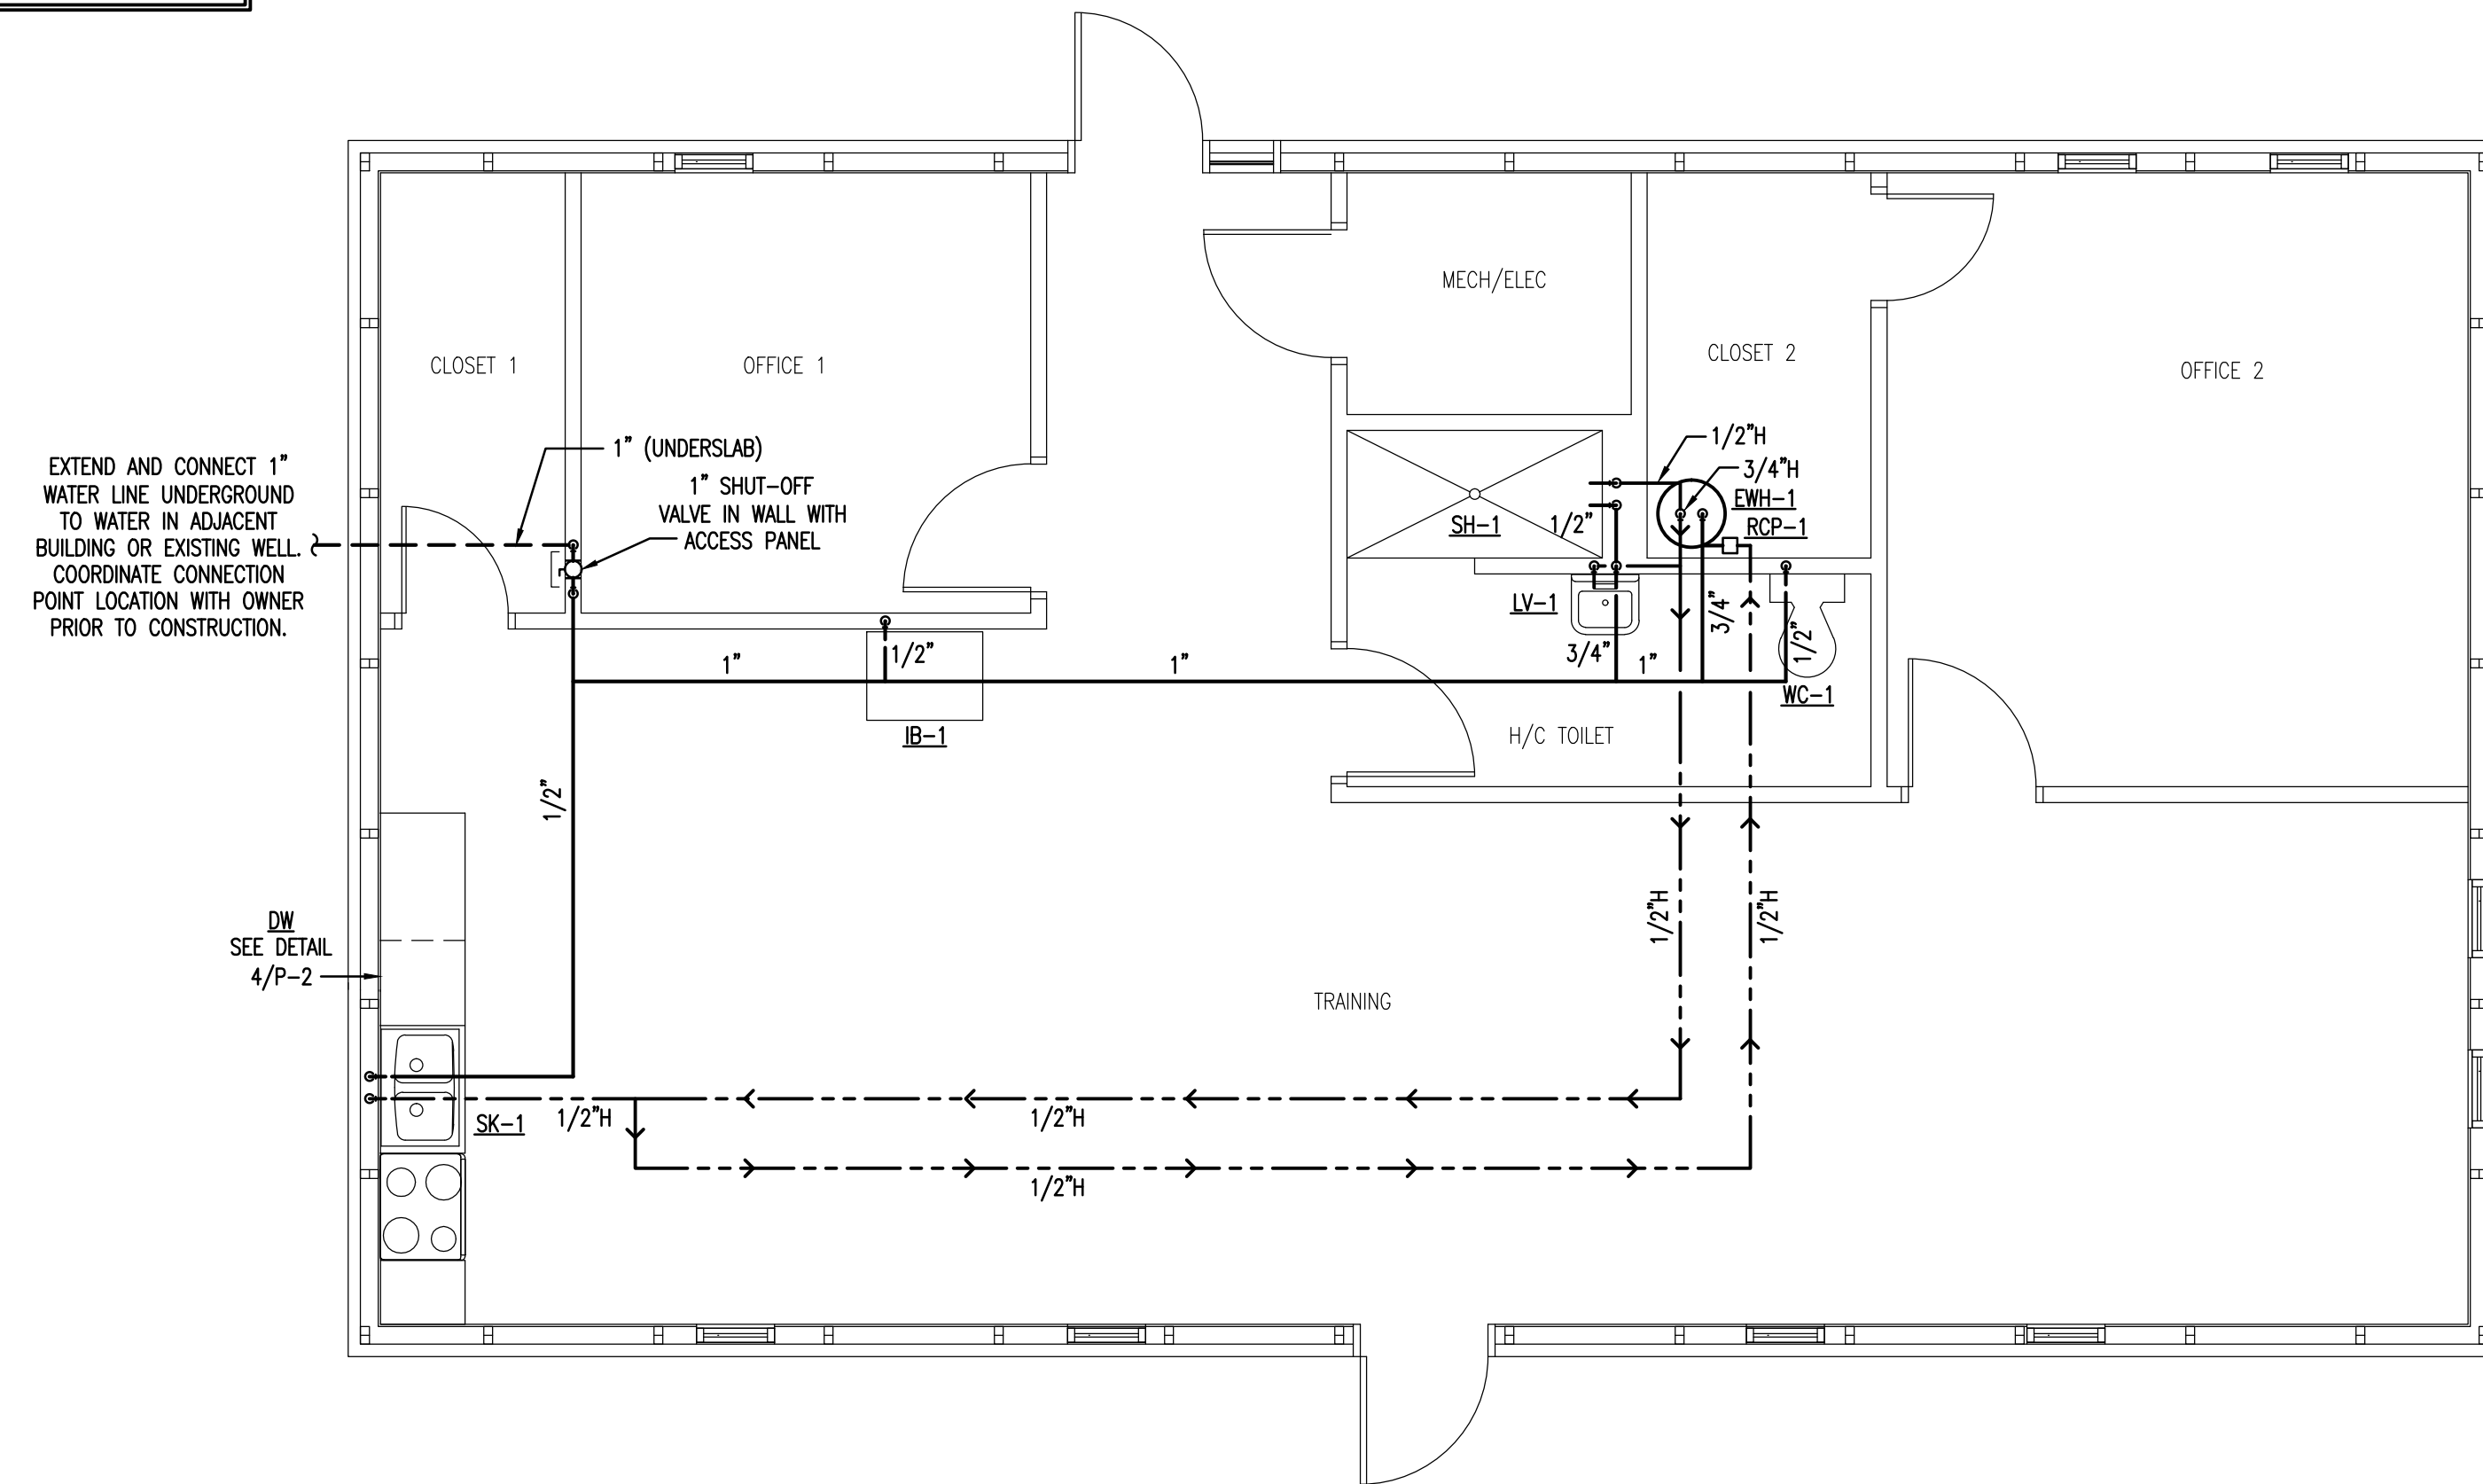 MECH/ELEC
CLOSET 1
OFFICE 1
CLOSET 2
OFFICE 2
EXTEND AND CONNECT 1"
WATER LINE UNDERGROUND
TO WATER IN ADJACENT
BUILDING OR EXISTING WELL.
COORDINATE CONNECTION
POINT LOCATION WITH OWNER
PRIOR TO CONSTRUCTION.
1" (UNDERSLAB)
1" SHUT-OFF
VALVE IN WALL WITH
ACCESS PANEL
1/2"H
3/4"H
EWH-1
RCP-1
SH-1
1/2"
LV-1
3/4"
1/2"
1"
1/2"
1"
3/4"
1"
WC-1
IB-1
H/C TOILET
1/2"
DW
SEE DETAIL
4/P-2
1/2"H
1/2"H
TRAINING
SK-1
1/2"H
1/2"H
1/2"H